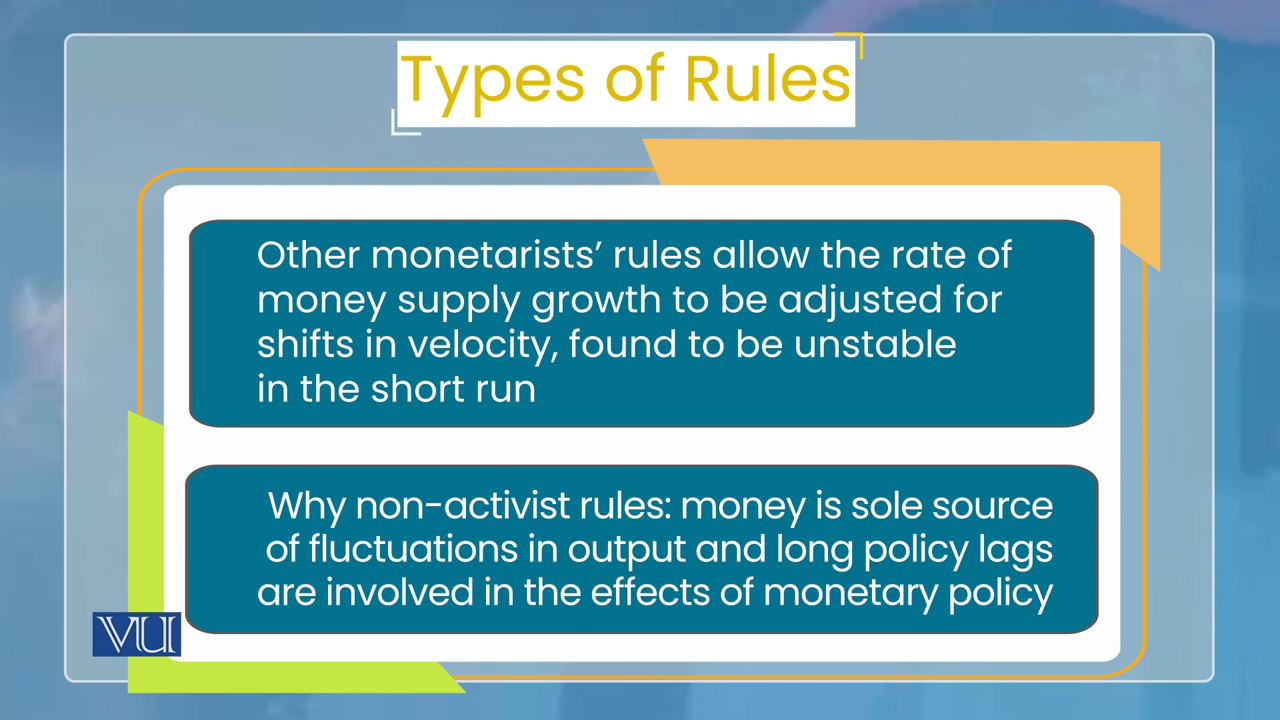 Types of Rules
Other monetarists’ rules allow the rate of
money supply growth to be adjusted for
shifts in velocity, found to be unstable
in the short run
Why non-activist rules: money is sole source
of fluctuations in output and long policy lags
are involved in the effects of monetary policy
VU